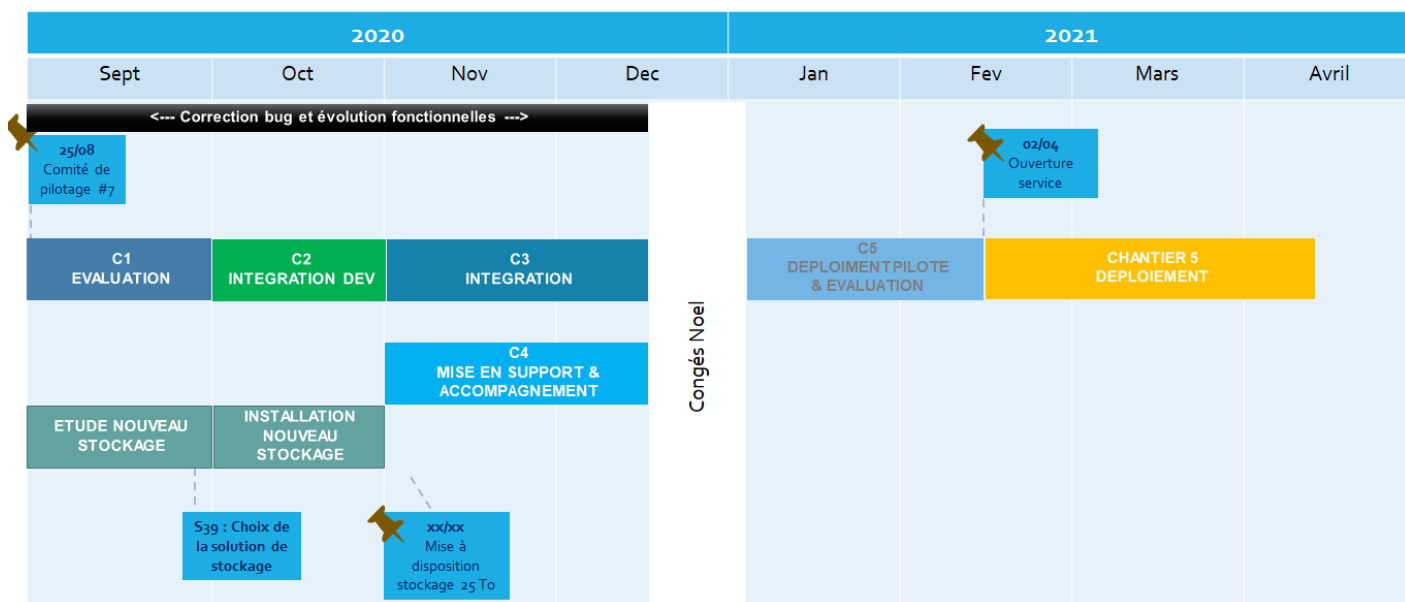 2020
2021
Sept
Oct
Nov
Dec
Jan
Fev
Mars
Avril
<--- Correction bug et évolution fonctionnelles --->
25/08
Comité de
pilotage #7
02/04
Ouverture
service
C1
EVALUATION
C2
INTEGRATION DEV
C3
INTEGRATION
C5
DEPLOIMENT PILOTE
& EVALUATION
CHANTIER 5
DEPLOIEMENT
Congés Noel
C4
MISE EN SUPPORT &
ACCOMPAGNEMENT
ETUDE NOUVEAU
STOCKAGE
INSTALLATION
NOUVEAU
STOCKAGE
S39 : Choix de
la solution de
stockage
xx/xx
Mise à
disposition
stockage 25 To